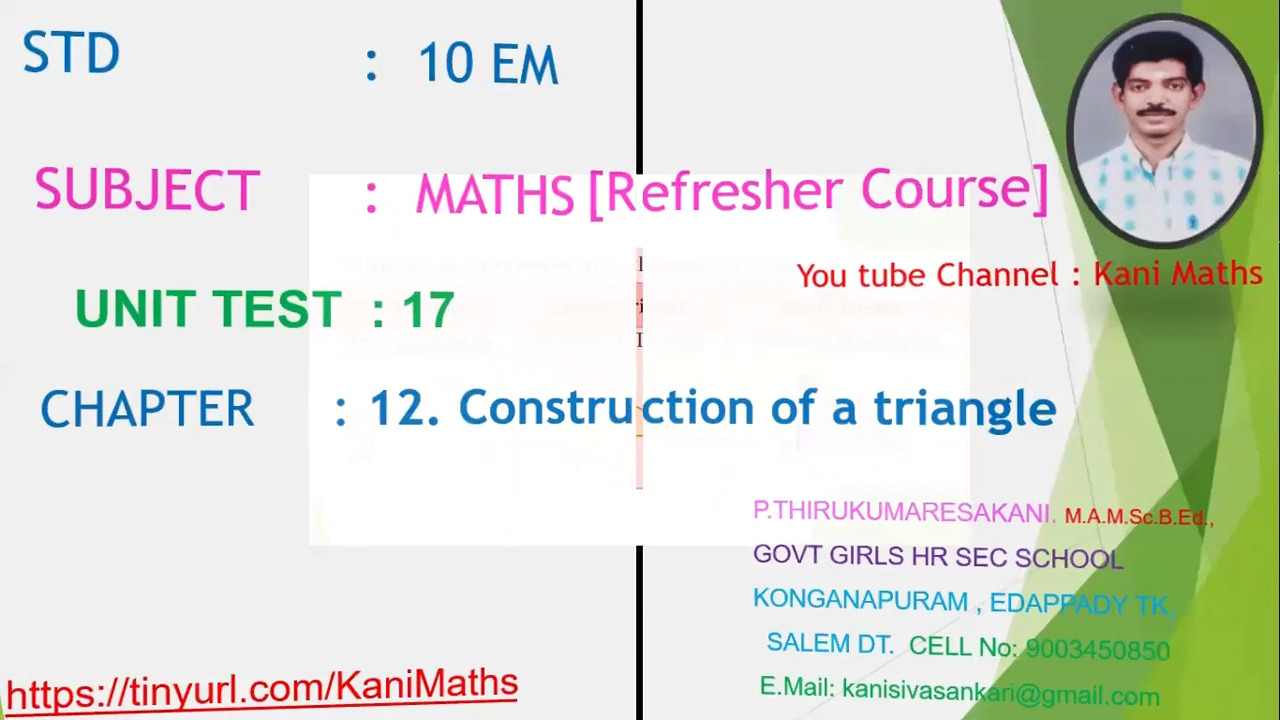 STD : 10 EM
SUBJECT : MATHS [Refresher Course]
You tube Channel : Kani Maths
UNIT TEST : 17
CHAPTER : 12. Construction of a triangle
P.THIRUKUMARESAKANI. M.A.M.Sc.B.Ed.,
GOVT GIRLS HR SEC SCHOOL
KONGANAPURAM , EDAPPADY TK,
SALEM DT. CELL No: 9003450850
E.Mail: kanisivasankari@gmail.com
https://tinyurl.com/KaniMaths